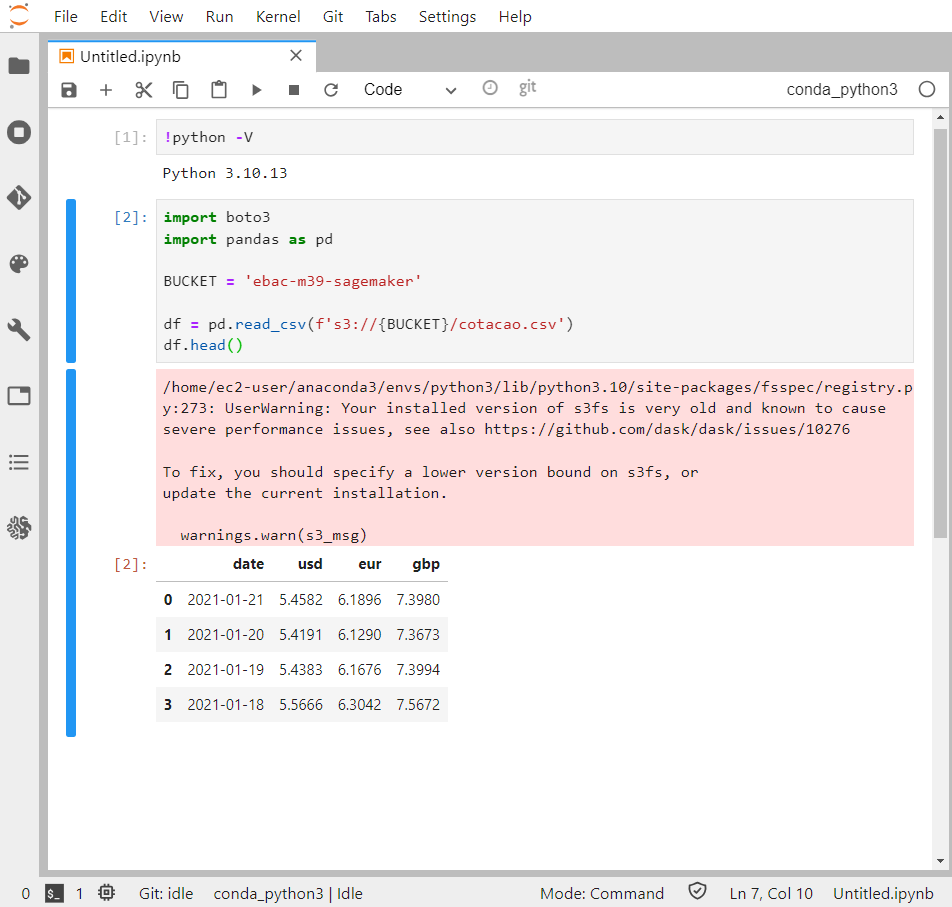 File Edit View Run Kernel Git Tabs Settings Help
Untitled.ipynb
Code git conda_python3
[1]: !python -V
Python 3.10.13
[2]: import boto3
import pandas as pd
BUCKET = 'ebac-m39-sagemaker'
df = pd.read_csv(f's3://{BUCKET}/cotacao.csv')
df.head()
/home/ec2-user/anaconda3/envs/python3/lib/python3.10/site-packages/fsspec/registry.p
y:273: UserWarning: Your installed version of s3fs is very old and known to cause
severe performance issues, see also https://github.com/dask/dask/issues/10276
To fix, you should specify a lower version bound on s3fs, or
update the current installation.
warnings.warn(s3_msg)
[2]: date usd eur gbp
0 2021-01-21 5.4582 6.1896 7.3980
1 2021-01-20 5.4191 6.1290 7.3673
2 2021-01-19 5.4383 6.1676 7.3994
3 2021-01-18 5.5666 6.3042 7.5672
0 $_ 1 Git: idle conda_python3 | Idle Mode: Command Ln 7, Col 10 Untitled.ipynb